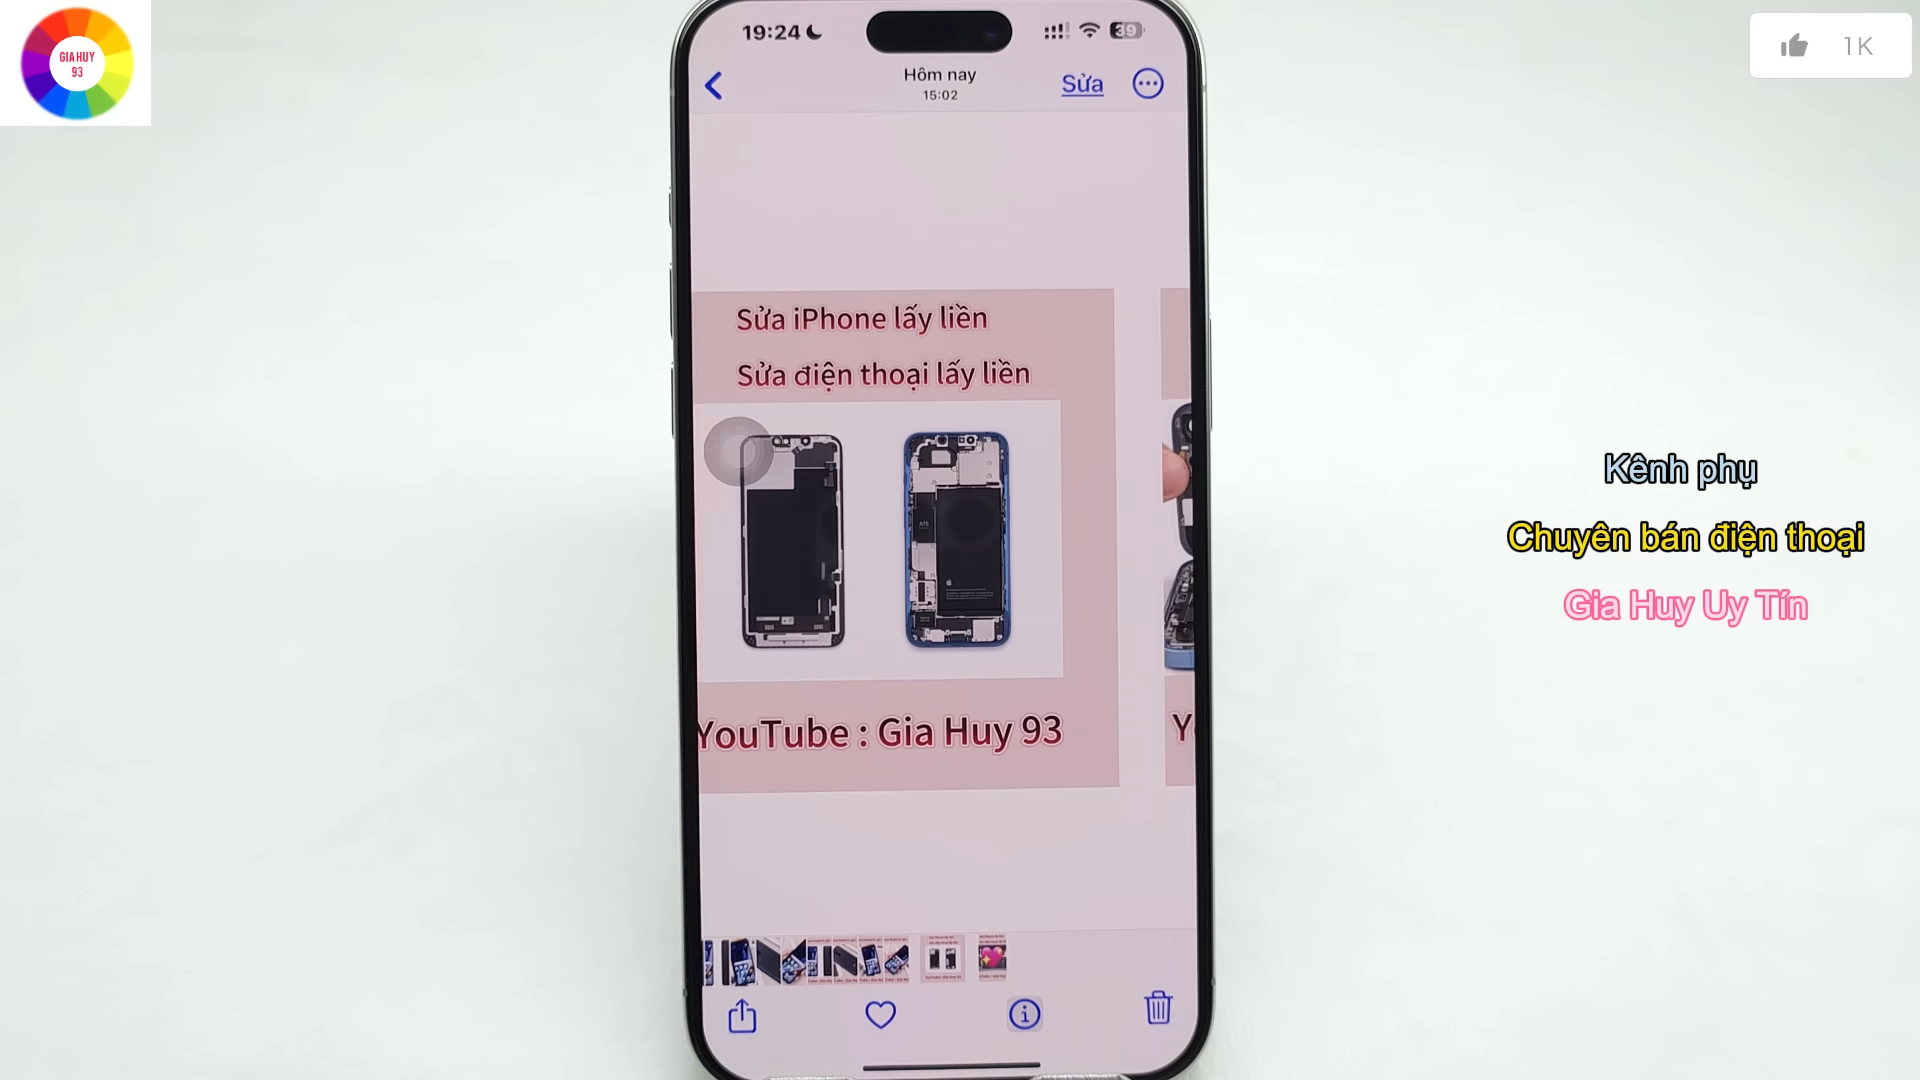 GIA HUY
93
19:24
39
1K
Hôm nay
15:02
Sửa
Sửa iPhone lấy liền
Sửa điện thoại lấy liền
A15
YouTube : Gia Huy 93
Y
Kênh phụ
Chuyên bán điện thoại
Gia Huy Uy Tín